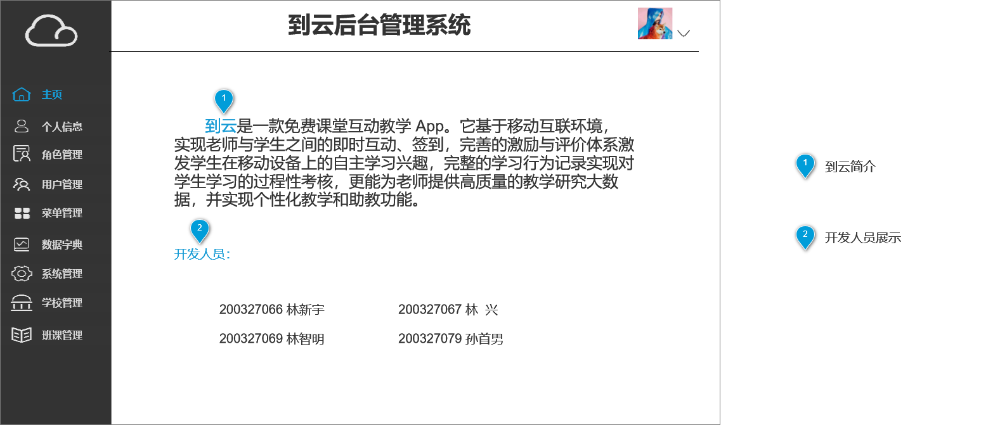 到云后台管理系统
主页
个人信息
角色管理
用户管理
菜单管理
数据字典
系统管理
学校管理
班课管理
1
到云是一款免费课堂互动教学 App。它基于移动互联环境，
实现老师与学生之间的即时互动、签到，完善的激励与评价体系激
发学生在移动设备上的自主学习兴趣，完整的学习行为记录实现对
学生学习的过程性考核，更能为老师提供高质量的教学研究大数
据，并实现个性化教学和助教功能。
2
开发人员：
200327066 林新宇
200327067 林 兴
200327069 林智明
200327079 孙首男
1 到云简介
2 开发人员展示